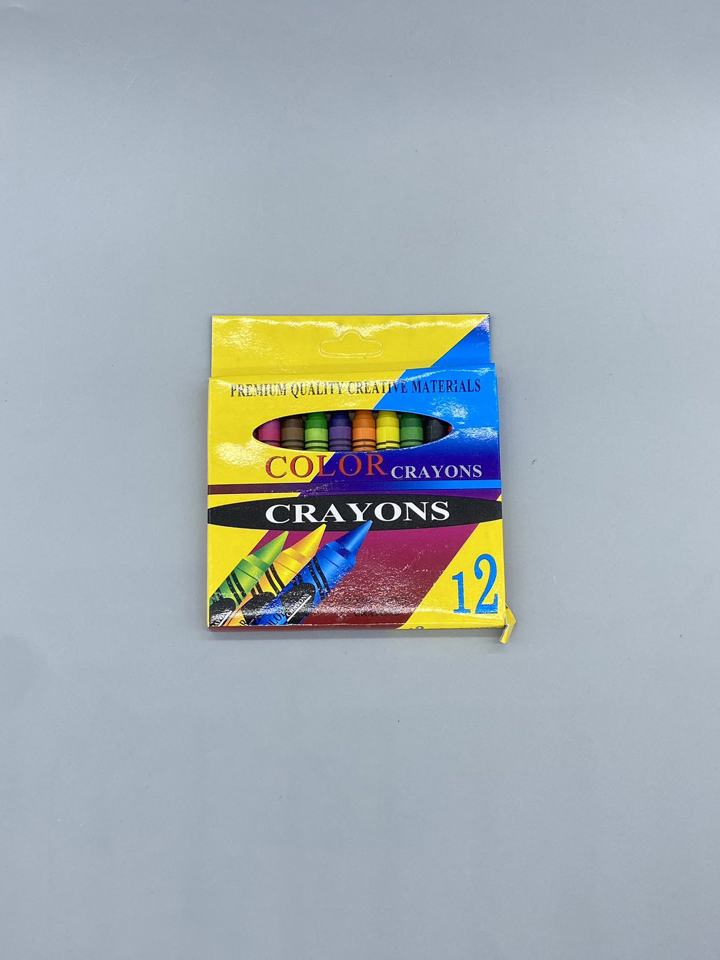 PREMIUM QUALITY CREATIVE MATERIALS
COLOR CRAYONS
CRAYONS
12